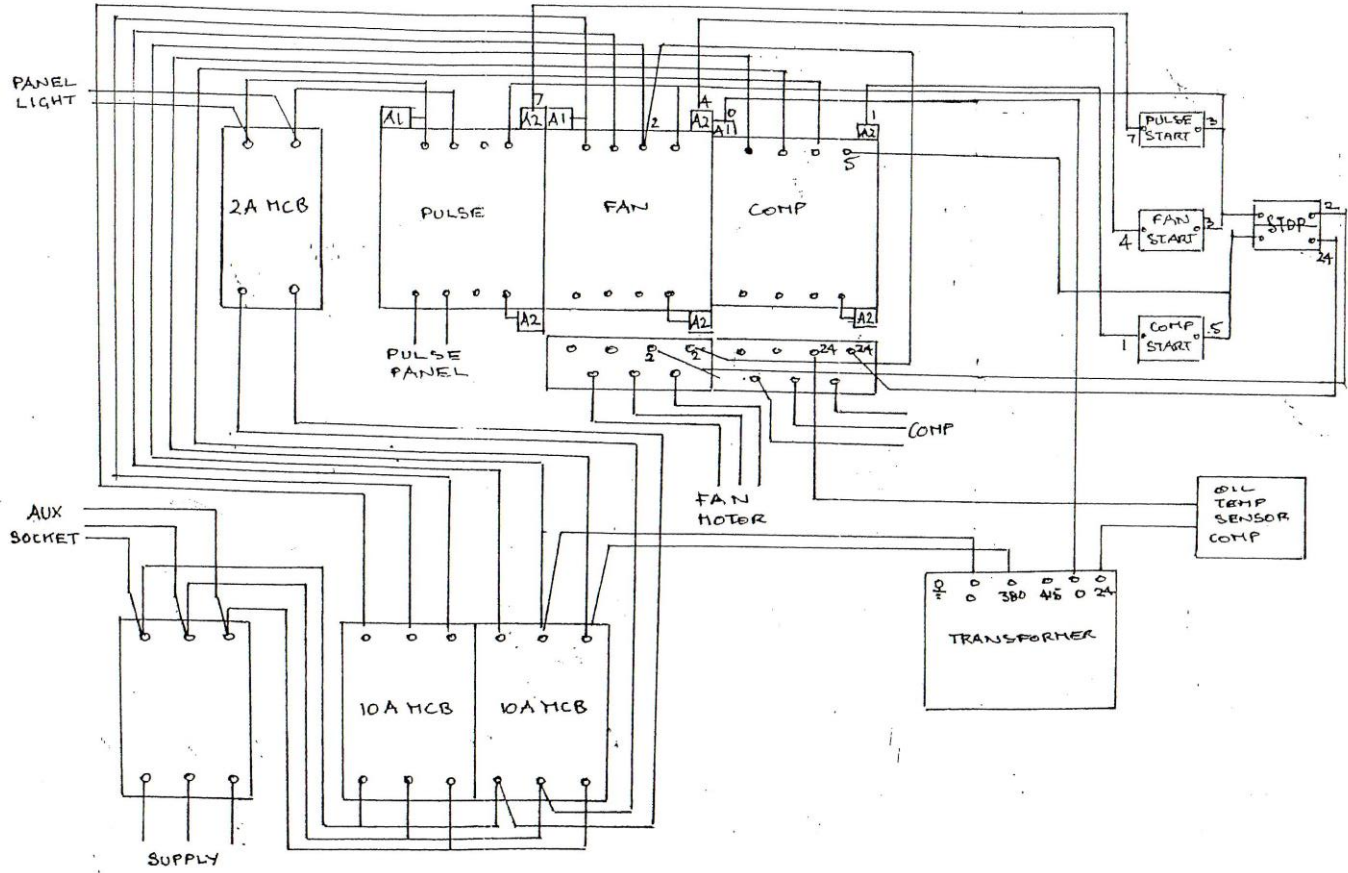 PANEL
LIGHT
A1
7
A2
A1
2
4
A2
0
A1
1
A2
5
2A MCB
PULSE
FAN
COMP
PULSE
START
7
3
FAN
START
4
3
STOP
2
24
COMP
START
1
5
A2
A2
A2
PULSE
PANEL
2
2
24
24
COMP
FAN
MOTOR
OIL
TEMP
SENSOR
COMP
AUX
SOCKET
0 380 415 0 24
TRANSFORMER
10A MCB
10A MCB
SUPPLY